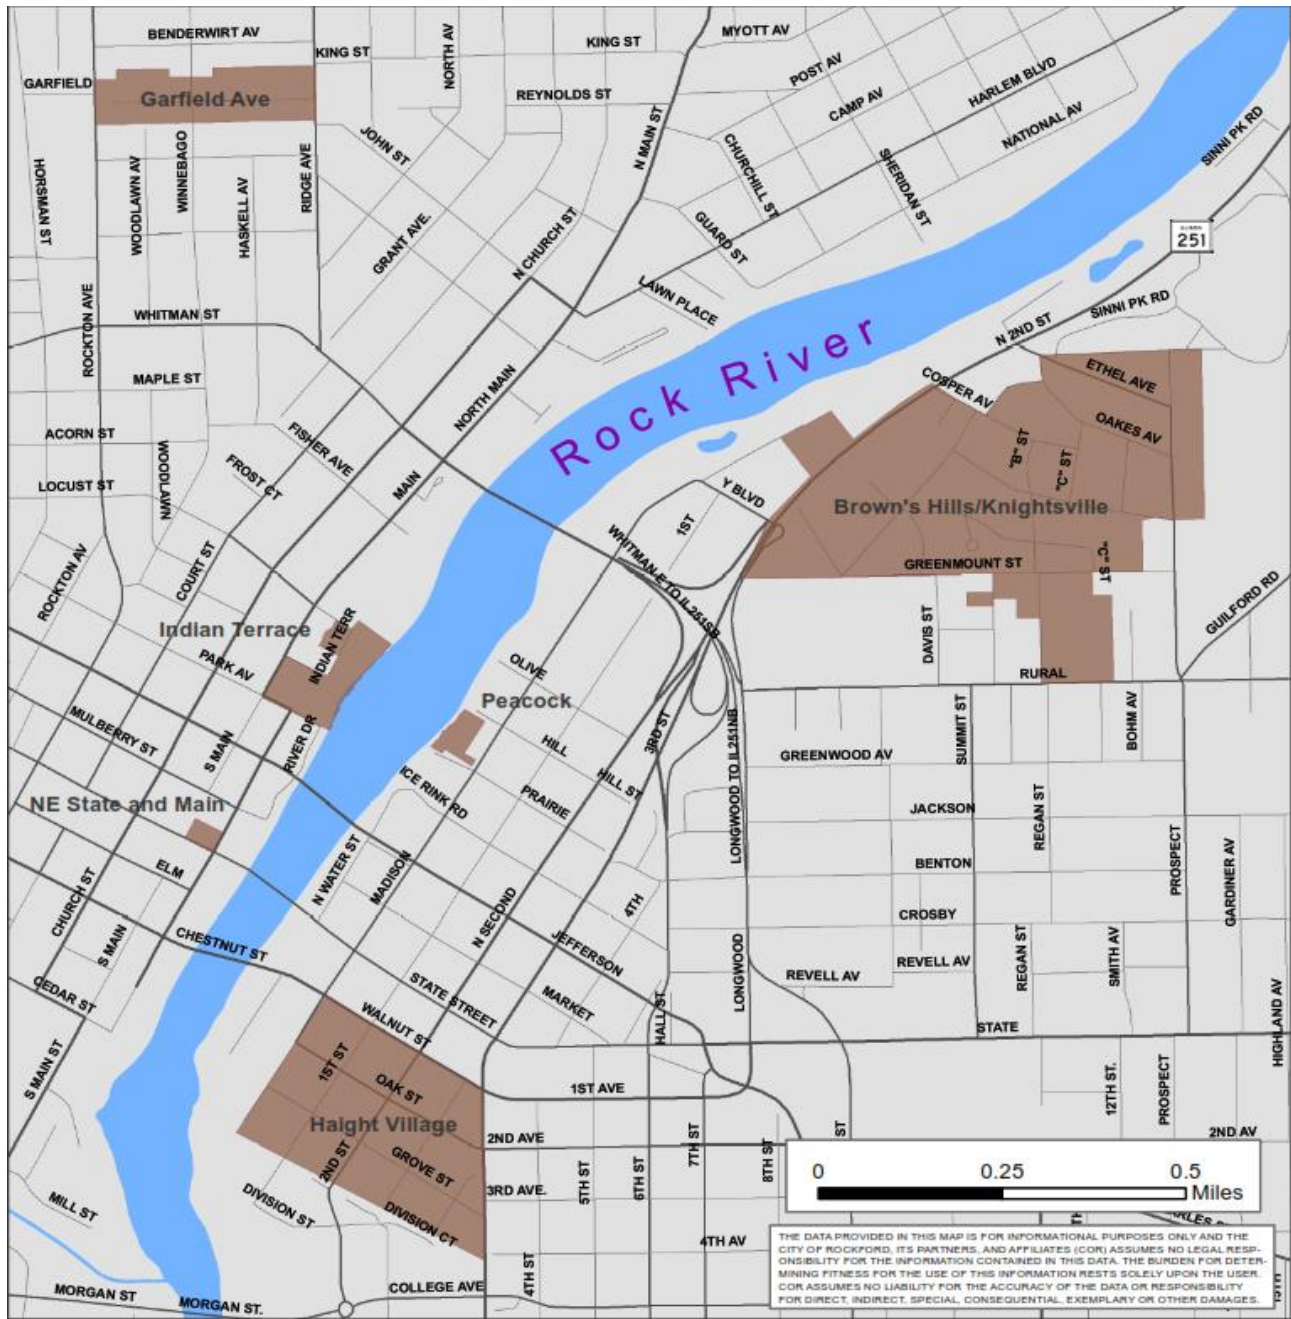 BENDERWIRT AV
KING ST
NORTH AV
KING ST
MYOTT AV
GARFIELD
Garfield Ave
REYNOLDS ST
POST AV
CAMP AV
HARLEM BLVD
NATIONAL AV
SINNI PK RD
JOHN ST
N MAIN ST
CHURCHILL ST
SHERIDAN ST
HORSMAN ST
WOODLAWN AV
WINNEBAGO
HASKELL AV
RIDGE AVE
GRANT AVE.
N CHURCH ST
GUARD ST
ILLINOIS
251
LAWN PLACE
SINNI PK RD
ROCKTON AVE
WHITMAN ST
Rock River
N 2ND ST
MAPLE ST
NORTH MAIN
COSPER AV
ETHEL AVE
ACORN ST
WOODLAWN
FISHER AVE
OAKES AV
"B" ST
"C" ST
FROST CT
MAIN
LOCUST ST
Y BLVD
1ST
Brown's Hills/Knightsville
WHITMAN E TO IL251SB
GREENMOUNT ST
"C" ST
ROCKTON AV
COURT ST
GUILFORD RD
Indian Terrace
INDIAN TERR
DAVIS ST
PARK AV
OLIVE
RURAL
Peacock
MULBERRY ST
S MAIN
RIVER DR
HILL
3RD ST
LONGWOOD TO IL251NB
SUMMIT ST
BOHM AV
GREENWOOD AV
HILL ST
ICE RINK RD
PRAIRIE
NE State and Main
JACKSON
REGAN ST
ELM
N WATER ST
MADISON
BENTON
PROSPECT
GARDINER AV
CHURCH ST
S MAIN
CHESTNUT ST
N SECOND
4TH
CROSBY
JEFFERSON
LONGWOOD
REVELL AV
REVELL AV
REGAN ST
SMITH AV
CEDAR ST
STATE STREET
MARKET
HALL ST
STATE
HIGHLAND AV
WALNUT ST
S MAIN ST
1ST ST
OAK ST
1ST AVE
12TH ST.
PROSPECT
Haight Village
2ND AVE
7TH ST
8TH ST
ST
2ND AV
2ND ST
GROVE ST
3RD AVE.
5TH ST
6TH ST
0 0.25 0.5
Miles
MILL ST
DIVISION ST
DIVISION CT
4TH AV
4TH ST
COLLEGE AVE
MORGAN ST
MORGAN ST.
THE DATA PROVIDED IN THIS MAP IS FOR INFORMATIONAL PURPOSES ONLY AND THE
CITY OF ROCKFORD, ITS PARTNERS, AND AFFILIATES (COR) ASSUMES NO LEGAL RESP-
ONSIBILITY FOR THE INFORMATION CONTAINED IN THIS DATA. THE BURDEN FOR DETER-
MINING FITNESS FOR THE USE OF THIS INFORMATION RESTS SOLELY UPON THE USER.
COR ASSUMES NO LIABILITY FOR THE ACCURACY OF THE DATA OR RESPONSIBILITY
FOR DIRECT, INDIRECT, SPECIAL, CONSEQUENTIAL, EXEMPLARY OR OTHER DAMAGES.